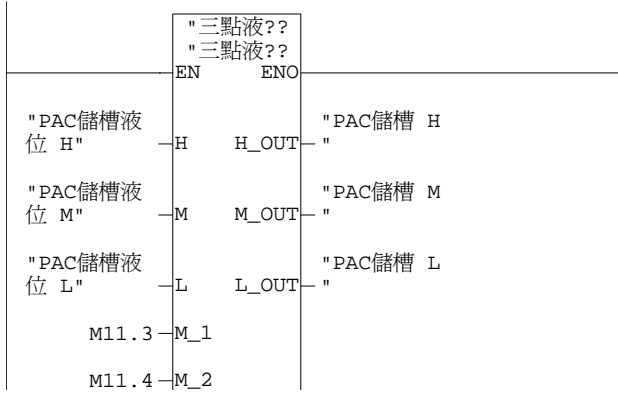 "三點液??
"三點液??
EN ENO
"PAC儲槽液
位 H"
H H_OUT
"PAC儲槽 H
"
"PAC儲槽液
位 M"
M M_OUT
"PAC儲槽 M
"
"PAC儲槽液
位 L"
L L_OUT
"PAC儲槽 L
"
M11.3 M_1
M11.4 M_2